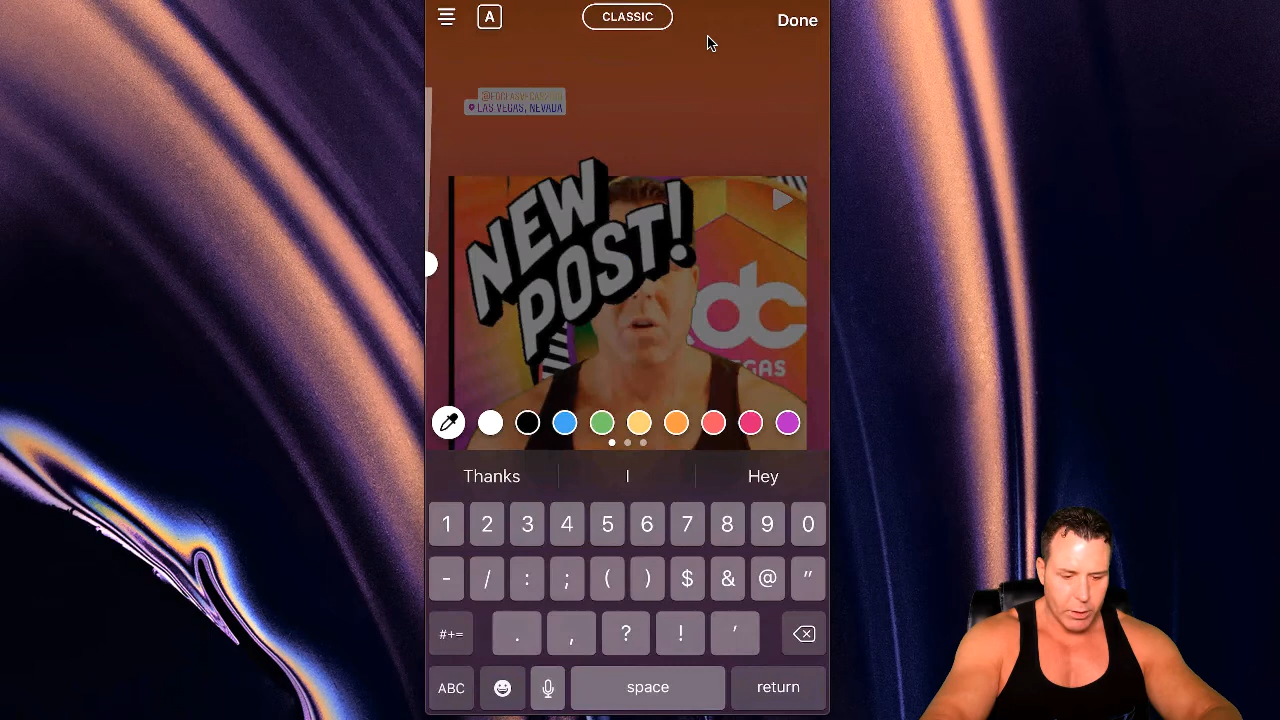 A
CLASSIC
Done
LAS VEGAS, NEVADA
NEW
POST!
dc
EGAS
Thanks
I
Hey
1 2 3 4 5 6 7 8 9 0
- / : ; ( ) $ & @ "
#+= . , ? ! '
ABC space return